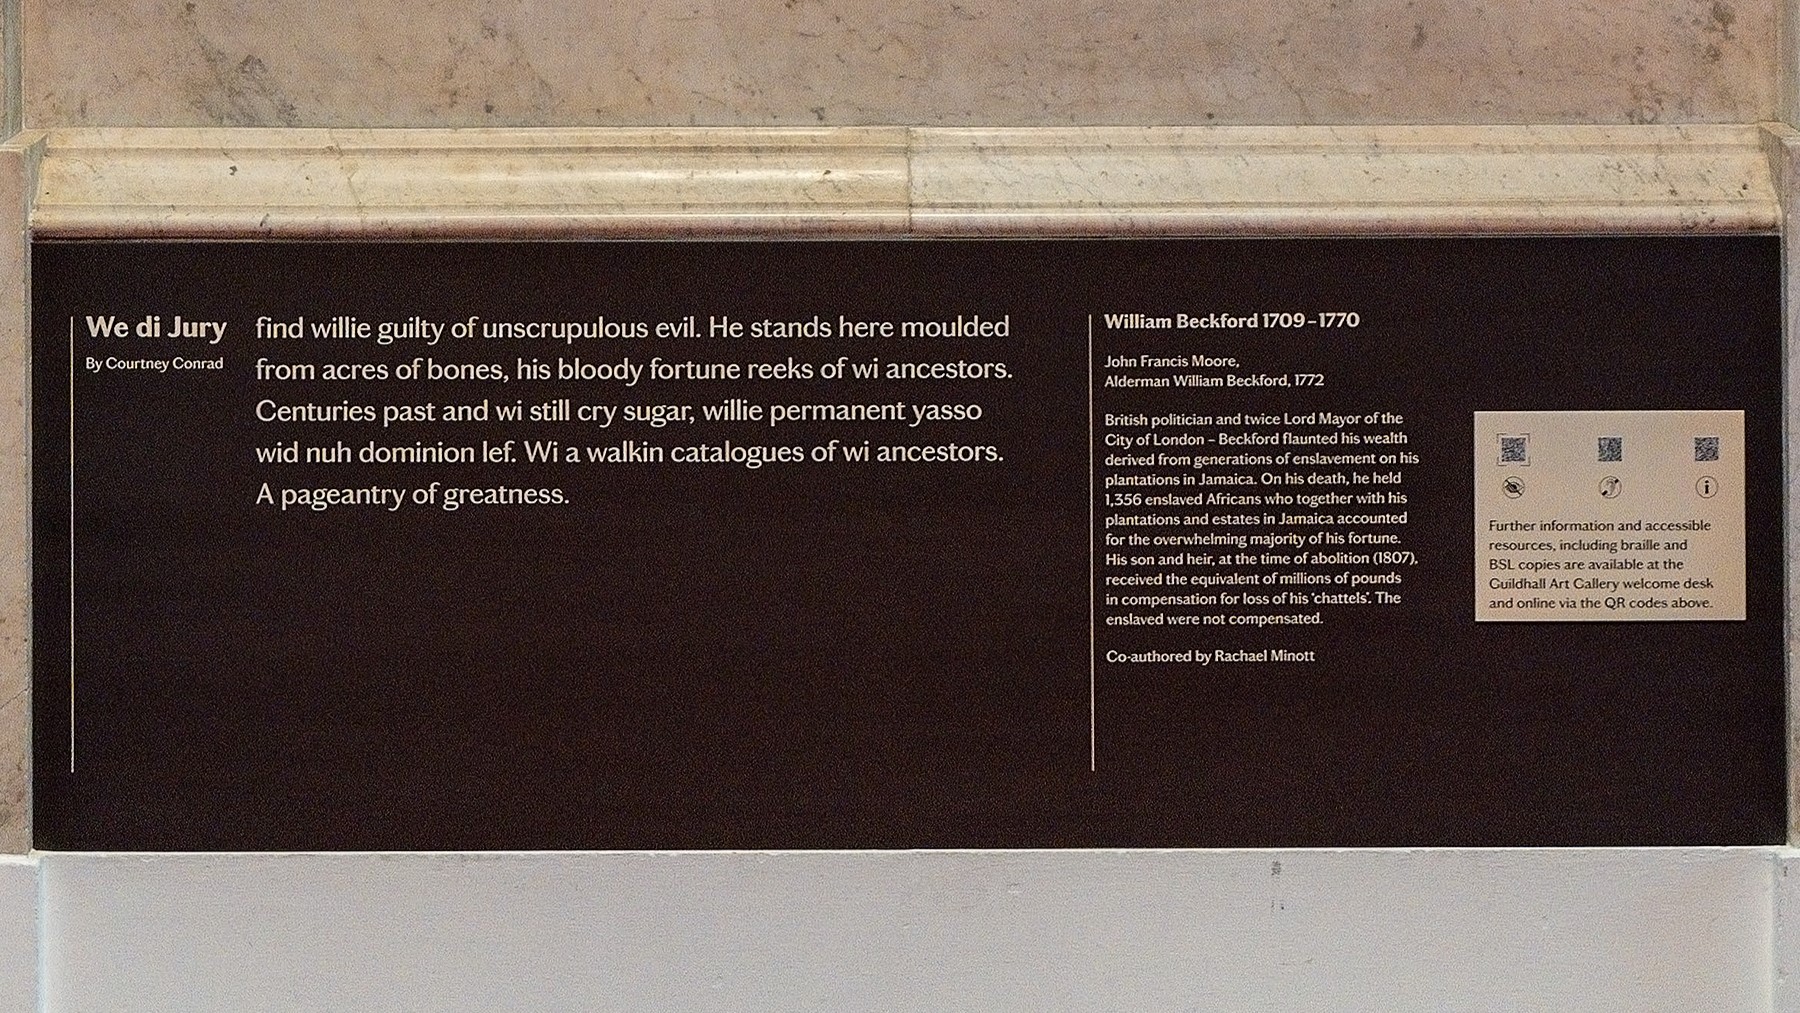 We di Jury
By Courtney Conrad
find willie guilty of unscrupulous evil. He stands here moulded
from acres of bones, his bloody fortune reeks of wi ancestors.
Centuries past and wi still cry sugar, willie permanent yasso
wid nuh dominion lef. Wi a walkin catalogues of wi ancestors.
A pageantry of greatness.
William Beckford 1709–1770
John Francis Moore,
Alderman William Beckford, 1772
British politician and twice Lord Mayor of the
City of London – Beckford flaunted his wealth
derived from generations of enslavement on his
plantations in Jamaica. On his death, he held
1,356 enslaved Africans who together with his
plantations and estates in Jamaica accounted
for the overwhelming majority of his fortune.
His son and heir, at the time of abolition (1807),
received the equivalent of millions of pounds
in compensation for loss of his 'chattels'. The
enslaved were not compensated.
Co-authored by Rachael Minott
Further information and accessible
resources, including braille and
BSL copies are available at the
Guildhall Art Gallery welcome desk
and online via the QR codes above.